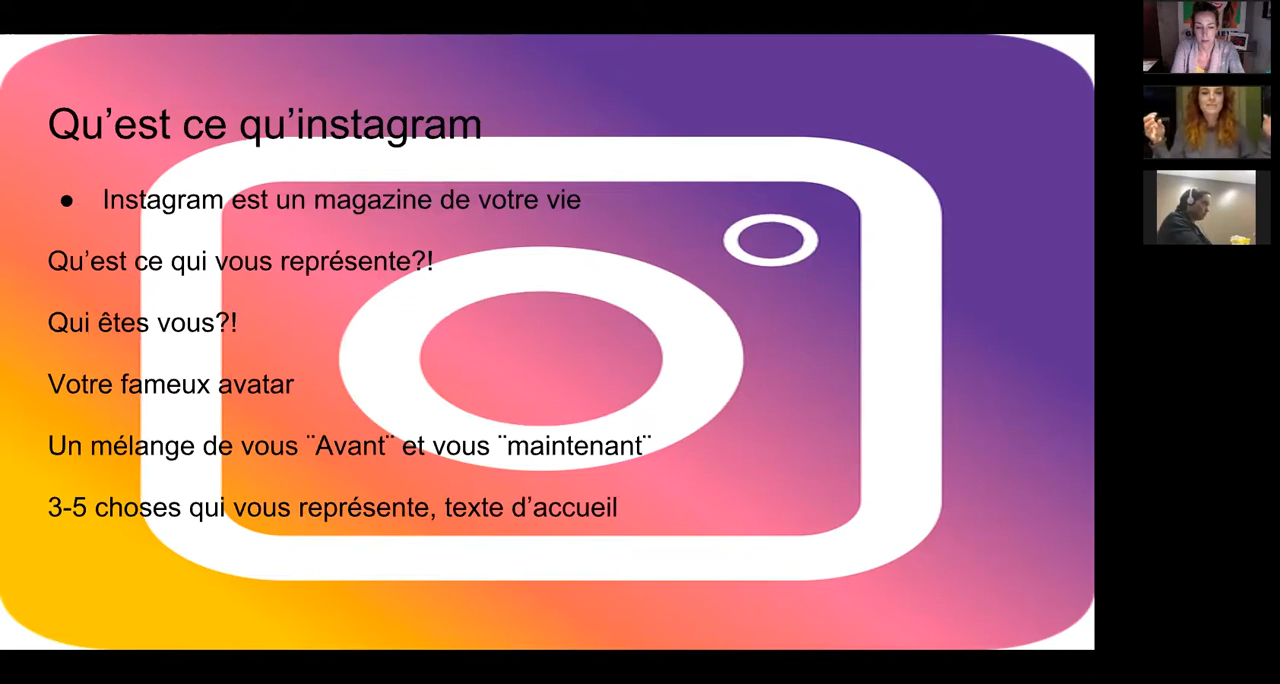 Qu’est ce qu’instagram
● Instagram est un magazine de votre vie
Qu’est ce qui vous représente?!
Qui êtes vous?!
Votre fameux avatar
Un mélange de vous ¨Avant¨ et vous ¨maintenant¨
3-5 choses qui vous représente, texte d’accueil